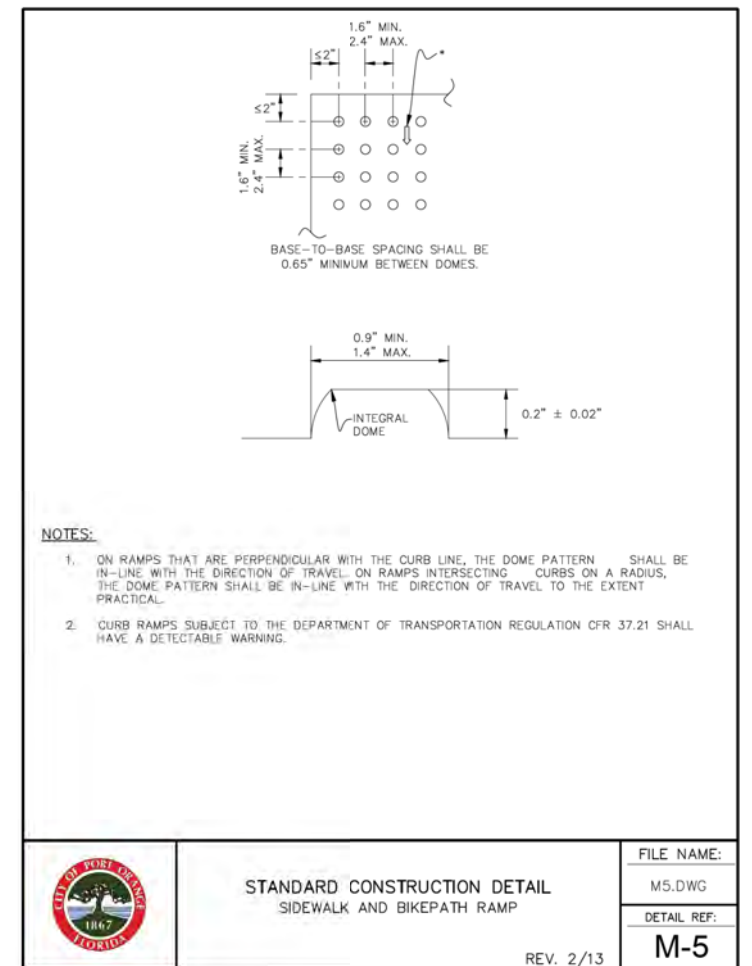 1.6" MIN.
2.4" MAX.
≤2"
*
≤2"
1.6" MIN.
2.4" MAX.
BASE-TO-BASE SPACING SHALL BE
0.65" MINIMUM BETWEEN DOMES.
0.9" MIN.
1.4" MAX.
INTEGRAL
DOME
0.2" ± 0.02"
NOTES:
1. ON RAMPS THAT ARE PERPENDICULAR WITH THE CURB LINE, THE DOME PATTERN SHALL BE
IN-LINE WITH THE DIRECTION OF TRAVEL. ON RAMPS INTERSECTING CURBS ON A RADIUS,
THE DOME PATTERN SHALL BE IN-LINE WITH THE DIRECTION OF TRAVEL TO THE EXTENT
PRACTICAL.
2. CURB RAMPS SUBJECT TO THE DEPARTMENT OF TRANSPORTATION REGULATION CFR 37.21 SHALL
HAVE A DETECTABLE WARNING.
CITY OF PORT ORANGE
1867
FLORIDA
STANDARD CONSTRUCTION DETAIL
SIDEWALK AND BIKEPATH RAMP
REV. 2/13
FILE NAME:
M5.DWG
DETAIL REF:
M-5